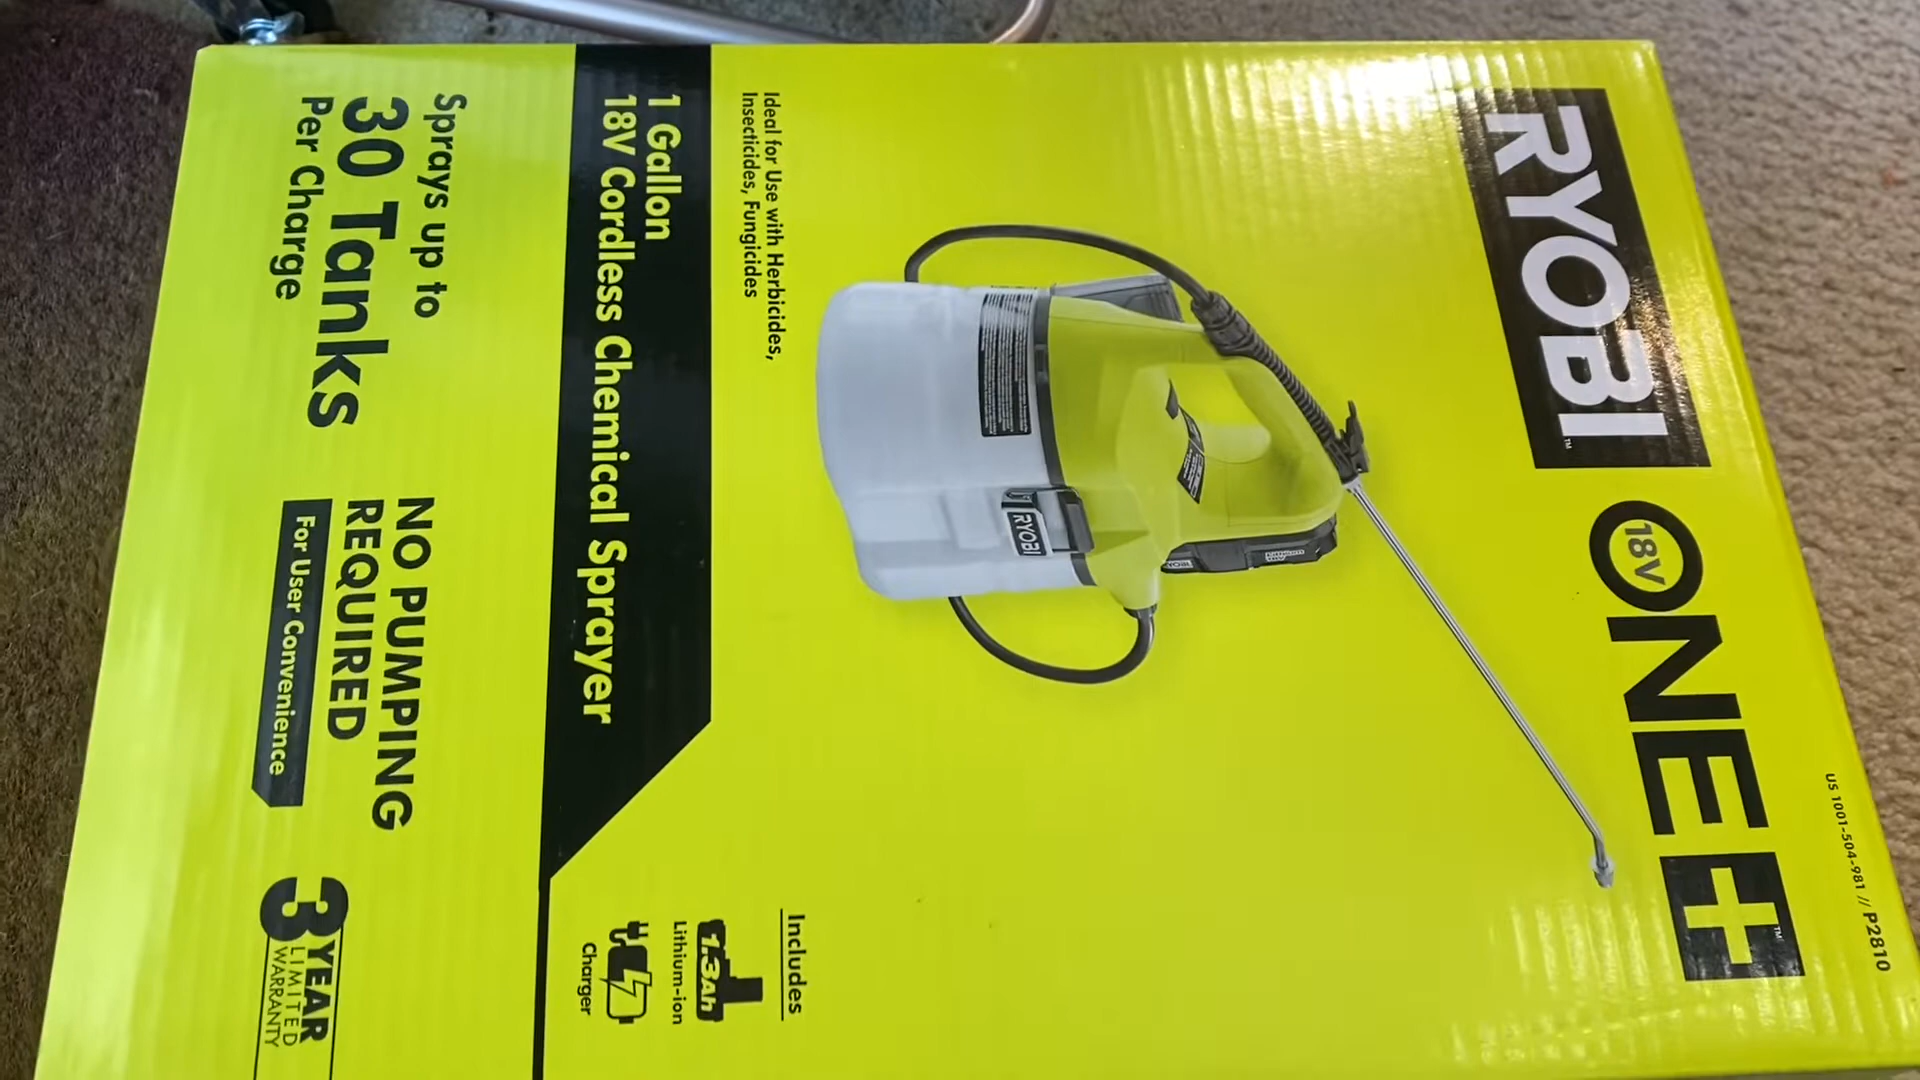 US 1001-504-981 // P2810
RYOBI™ 18V ONE+™
RYOBI
Ideal for Use with Herbicides,
Insecticides, Fungicides
1 Gallon
18V Cordless Chemical Sprayer
Includes
1.3Ah
Lithium-ion
Charger
Sprays up to
30 Tanks
Per Charge
NO PUMPING
REQUIRED
For User Convenience
3 YEAR
LIMITED
WARRANTY